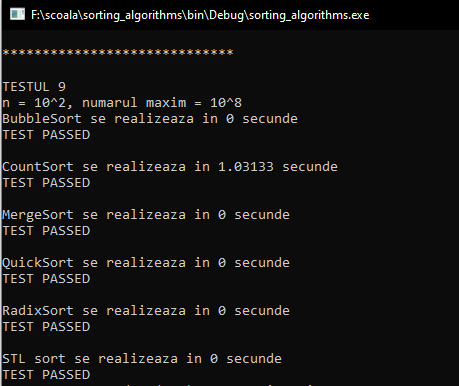 F:\scoala\sorting_algorithms\bin\Debug\sorting_algorithms.exe
*****************************
TESTUL 9
n = 10^2, numarul maxim = 10^8
BubbleSort se realizeaza in 0 secunde
TEST PASSED
CountSort se realizeaza in 1.03133 secunde
TEST PASSED
MergeSort se realizeaza in 0 secunde
TEST PASSED
QuickSort se realizeaza in 0 secunde
TEST PASSED
RadixSort se realizeaza in 0 secunde
TEST PASSED
STL sort se realizeaza in 0 secunde
TEST PASSED